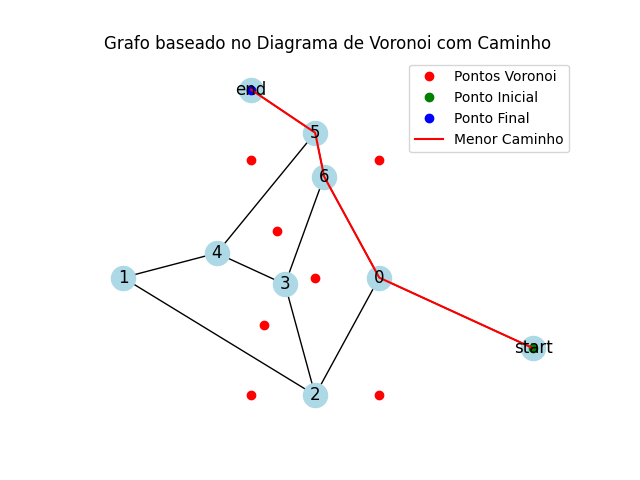 Grafo baseado no Diagrama de Voronoi com Caminho
end
Pontos Voronoi
Ponto Inicial
Ponto Final
Menor Caminho
5
6
4
1
3
0
start
2